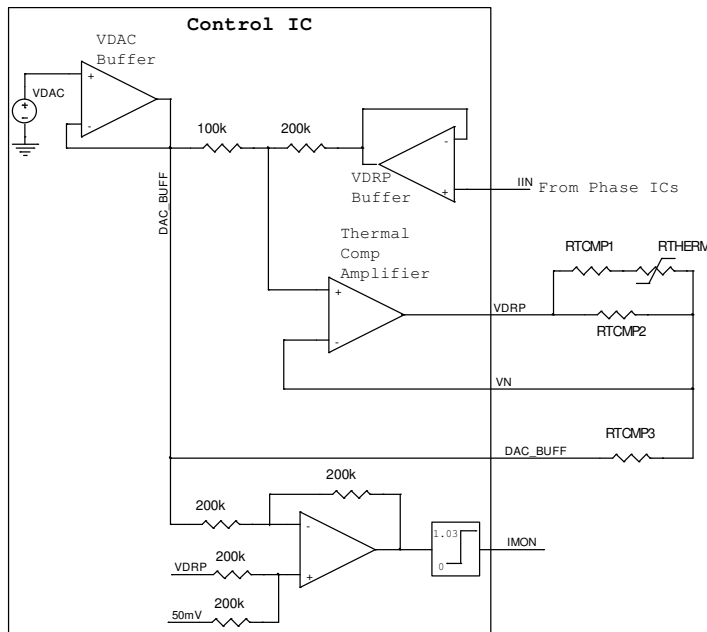 Control IC
VDAC
Buffer
+
-
+
-
VDAC
100k
200k
-
+
VDRP
Buffer
IIN
From Phase ICs
DAC_BUFF
Thermal
Comp
Amplifier
+
-
RTCMP1
RTHERM
VDRP
RTCMP2
VN
RTCMP3
DAC_BUFF
200k
200k
-
+
1.03
0
IMON
VDRP
200k
200k
50mV